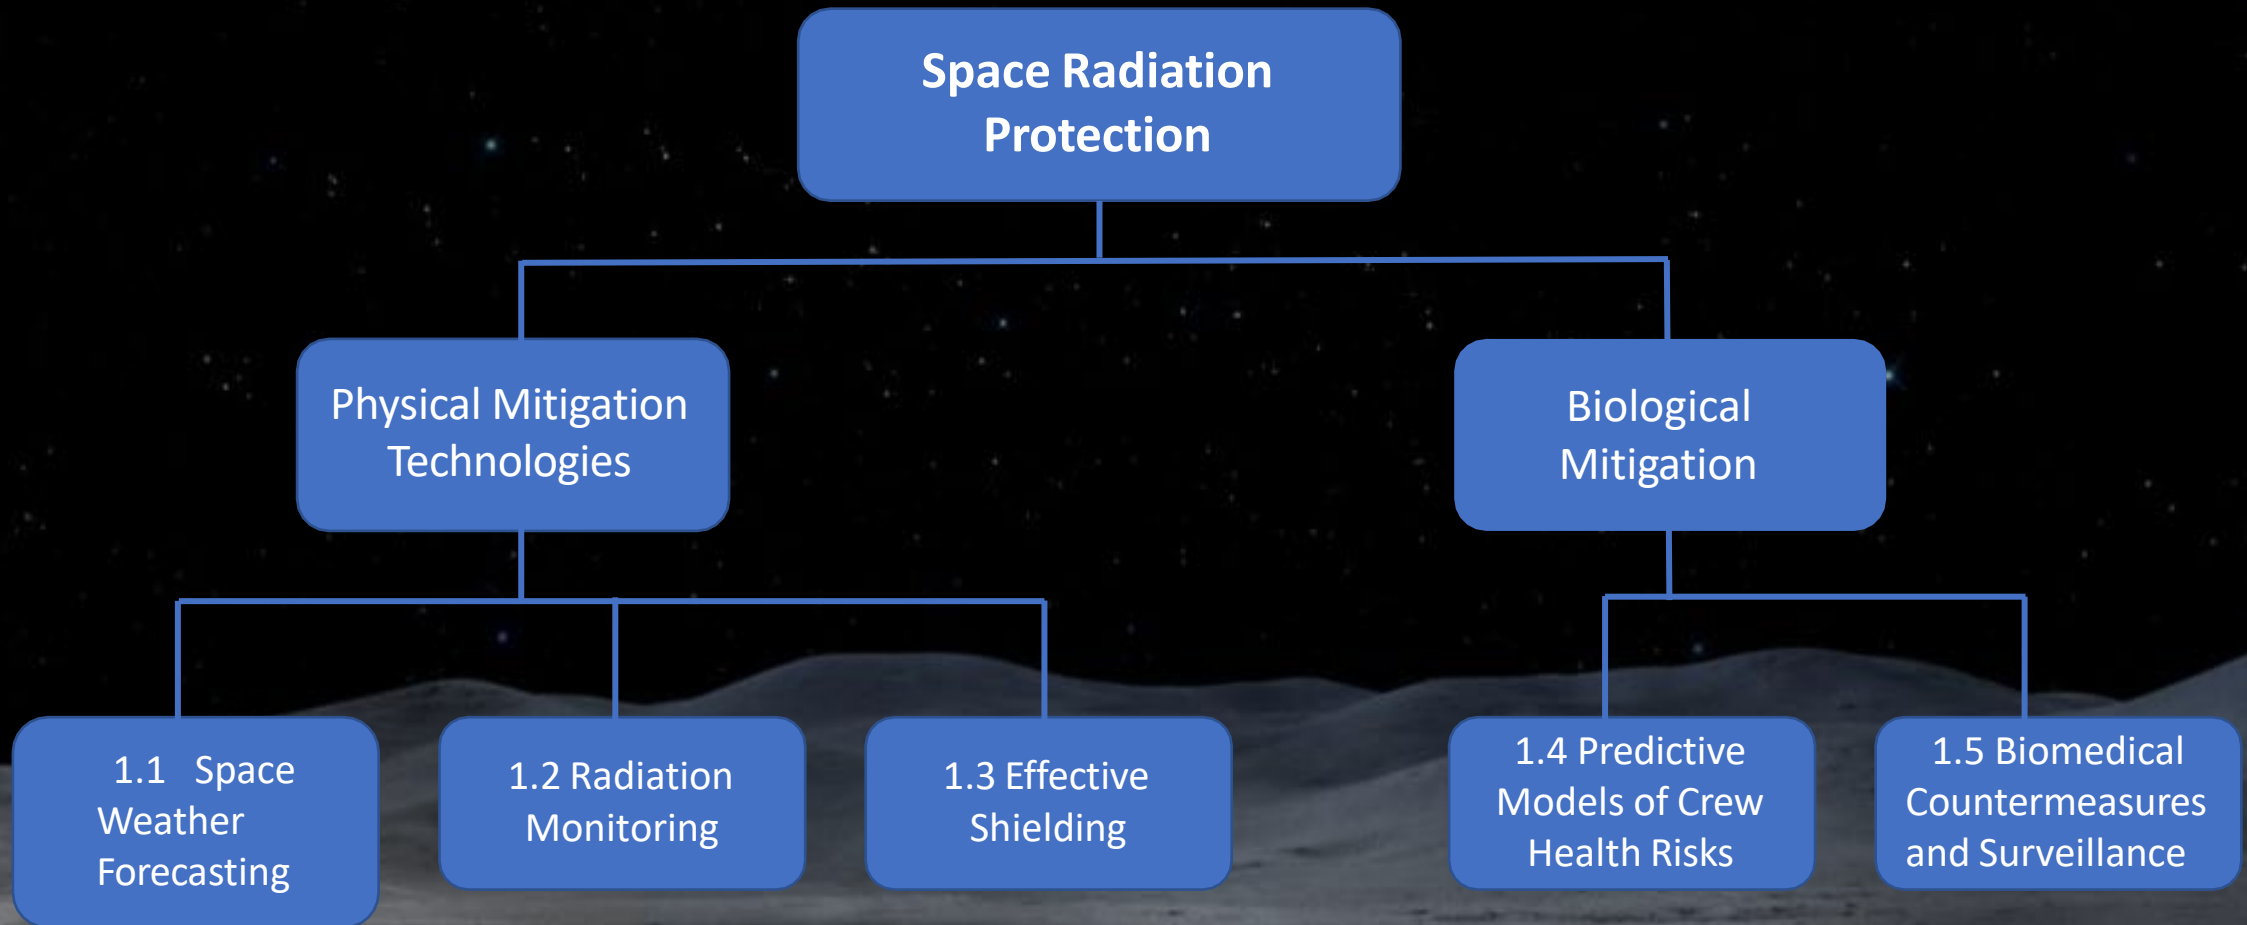 Space Radiation
Protection
Physical Mitigation
Technologies
Biological
Mitigation
1.1 Space
Weather
Forecasting
1.2 Radiation
Monitoring
1.3 Effective
Shielding
1.4 Predictive
Models of Crew
Health Risks
1.5 Biomedical
Countermeasures
and Surveillance